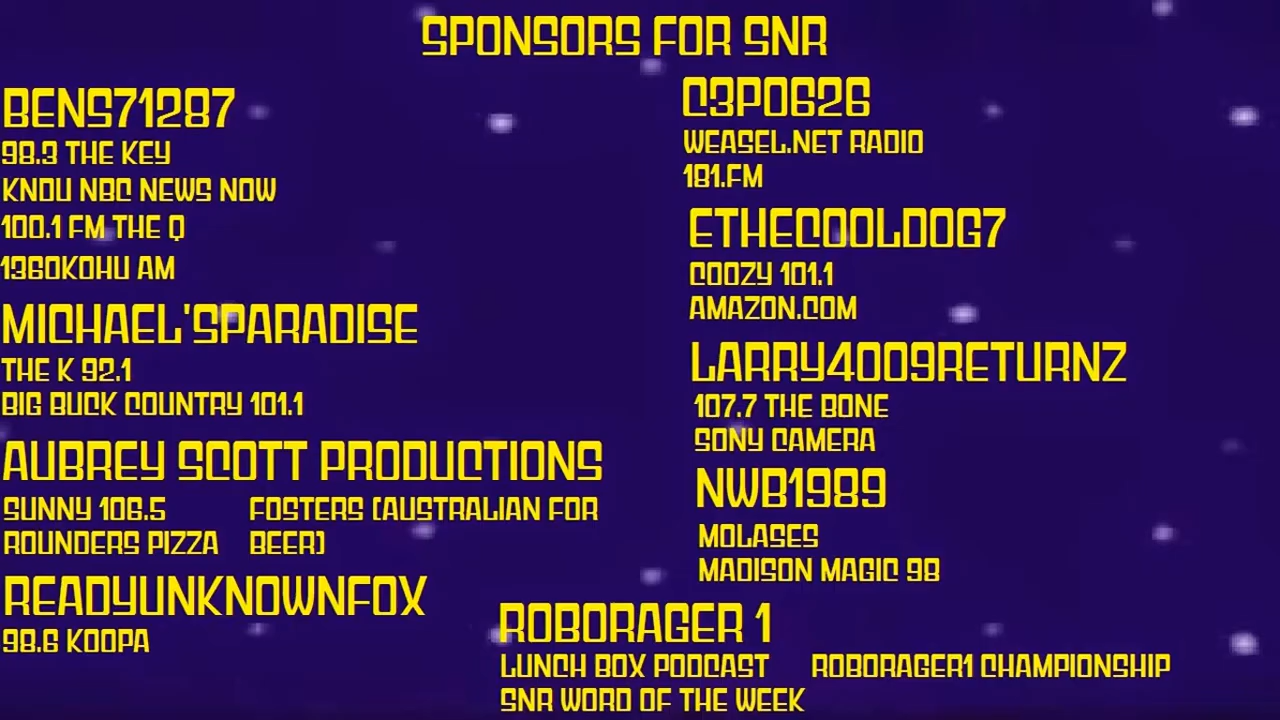 SPONSORS FOR SNR
BENS71287
98.3 THE KEY
KNDU NBC NEWS NOW
100.1 FM THE Q
1360KOHU AM
MICHAEL'SPARADISE
THE K 92.1
BIG BUCK COUNTRY 101.1
AUBREY SCOTT PRODUCTIONS
SUNNY 106.5
ROUNDERS PIZZA
FOSTERS (AUSTRALIAN FOR
BEER)
READYUNKNOWNFOX
98.6 KOOPA
C3PO626
WEASEL.NET RADIO
181.FM
ETHECOOLDOG7
COOZY 101.1
AMAZON.COM
LARRY4009RETURNZ
107.7 THE BONE
SONY CAMERA
NWB1989
MOLASES
MADISON MAGIC 98
ROBORAGER 1
LUNCH BOX PODCAST
SNR WORD OF THE WEEK
ROBORAGER1 CHAMPIONSHIP